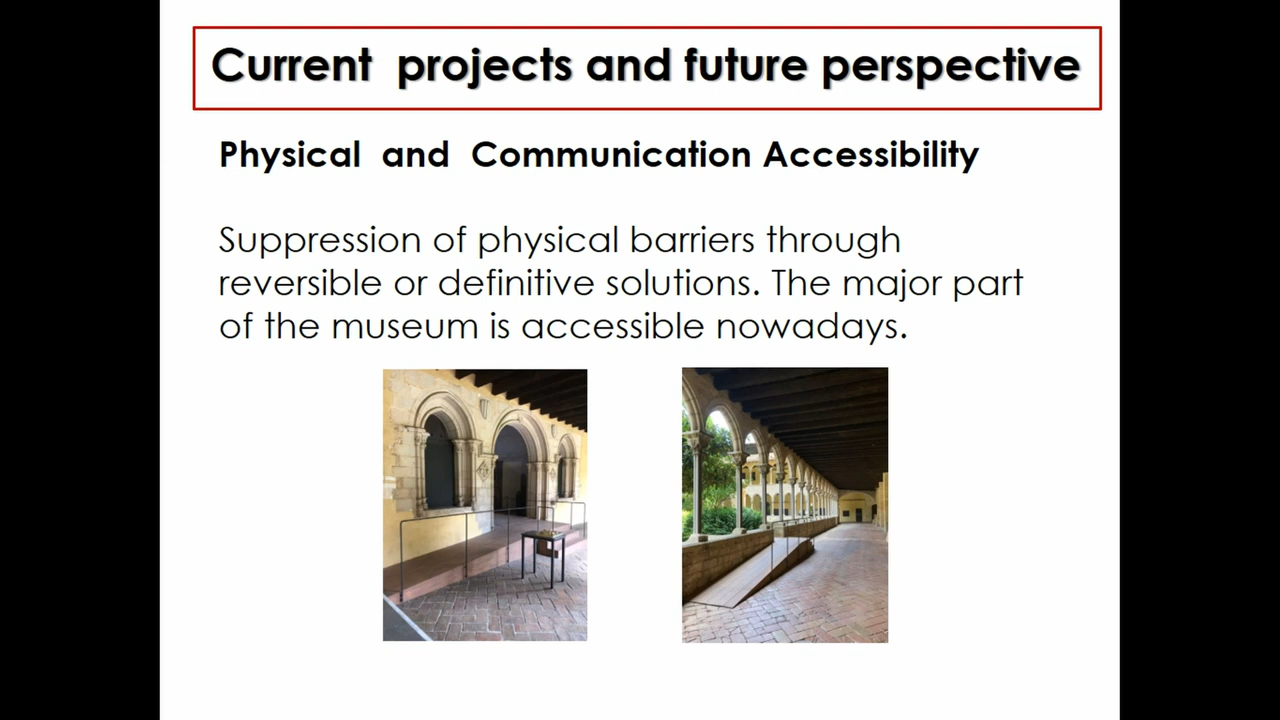 Current projects and future perspective
Physical and Communication Accessibility
Suppression of physical barriers through
reversible or definitive solutions. The major part
of the museum is accessible nowadays.